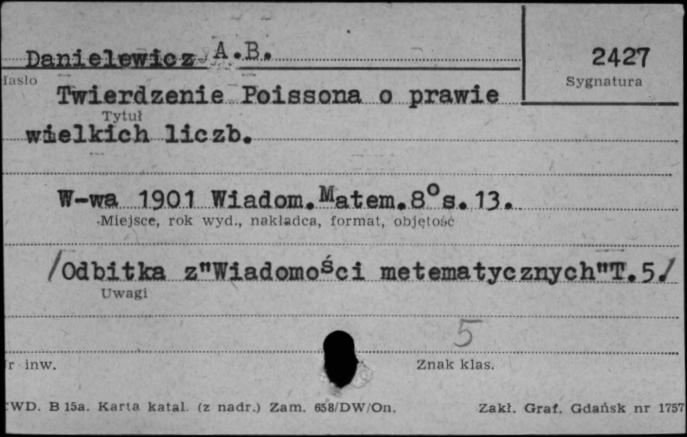 Danielewicz A.B.
2427
Hasło
Sygnatura
Twierdzenie Poissona o prawie
Tytuł
wielkich liczb.
W-wa 1901 Wiadom.Matem.8°s.13.
Miejsce, rok wyd., nakładca, format, objętość
/Odbitka z"Wiadomości metematycznych"T.5./
Uwagi
5
r inw.
Znak klas.
WD. B 15a. Karta katal. (z nadr.) Zam. 658/DW/On.
Zakł. Graf. Gdańsk nr 1757